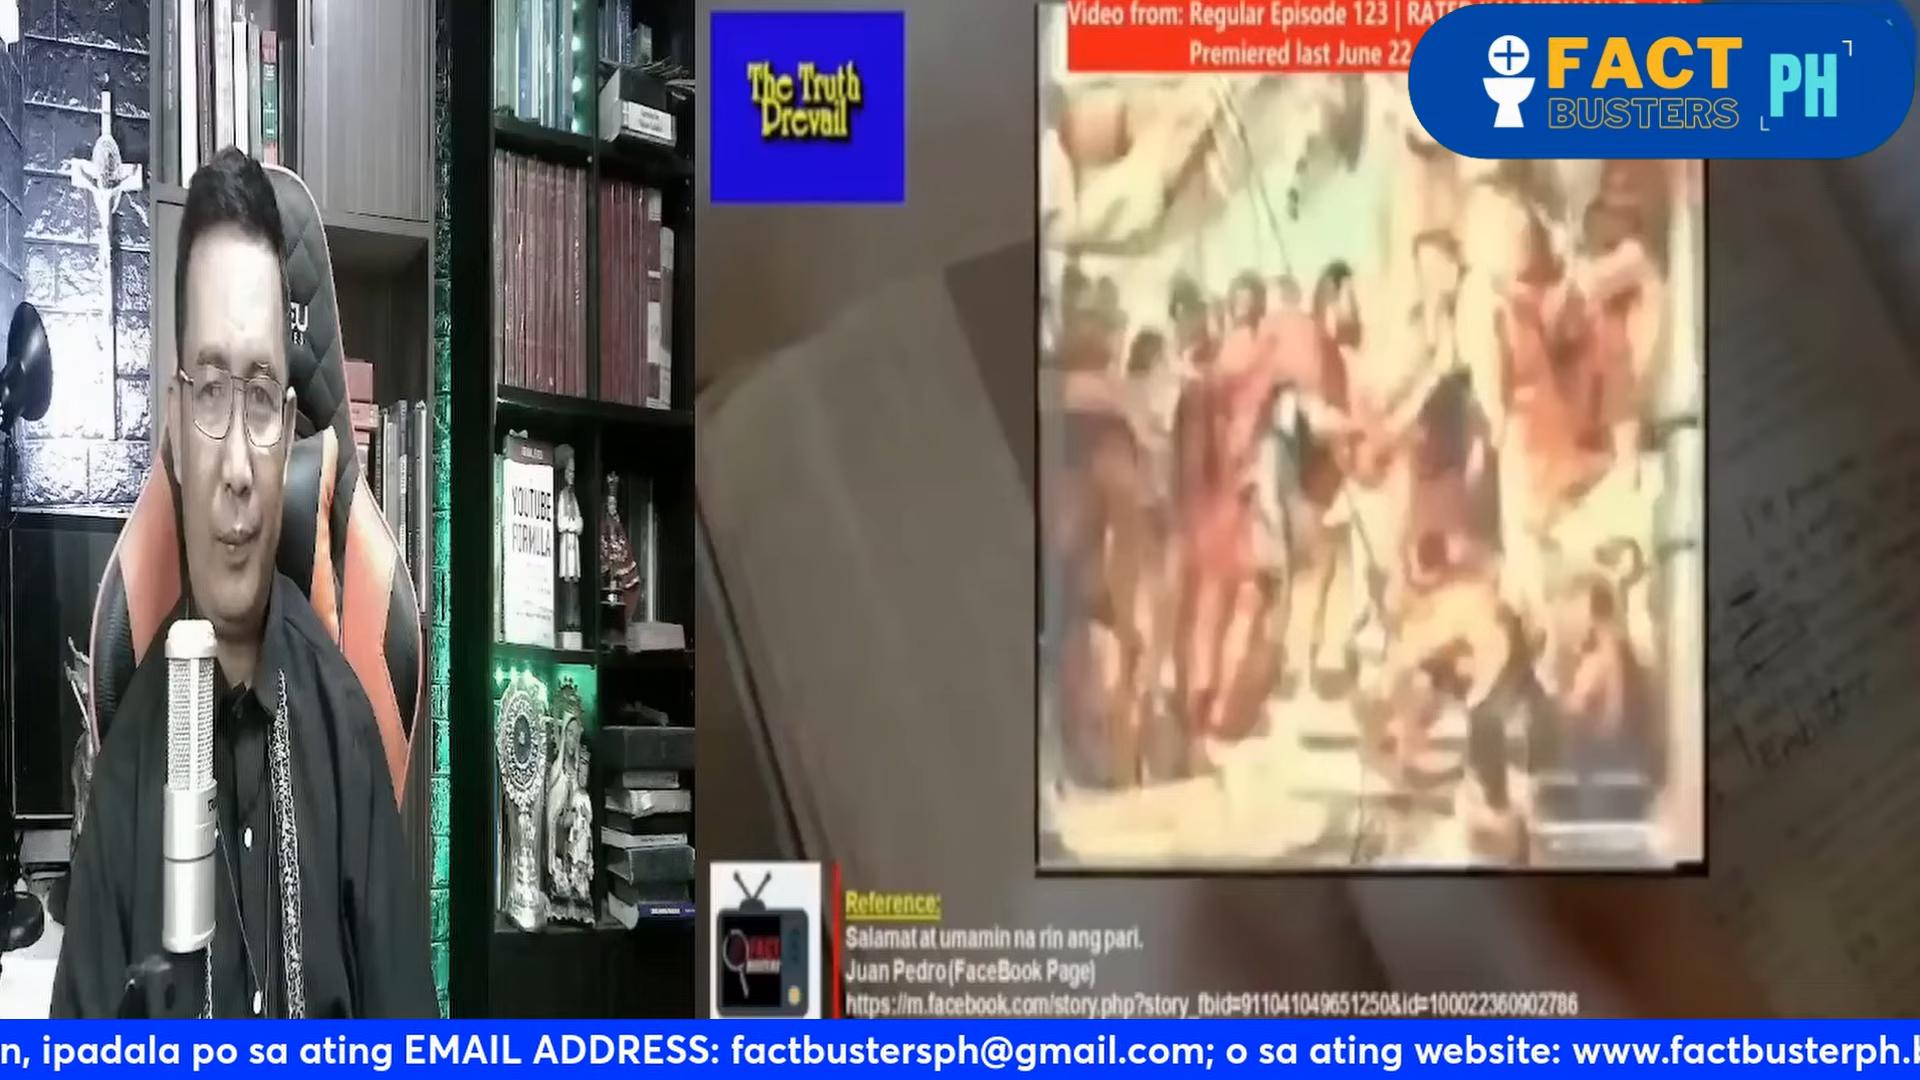 The Truth
Prevail
Video from: Regular Episode 123 |
Premiered last June 22
FACT
BUSTERS
PH
YOUTUBE
FORMULA
Reference:
Salamat at umamin na rin ang pari.
Juan Pedro (FaceBook Page)
https://m.facebook.com/story.php?story_fbid=911041049651250&id=100022360902786
n, ipadala po sa ating EMAIL ADDRESS: factbustersph@gmail.com; o sa ating website: www.factbusterph.b